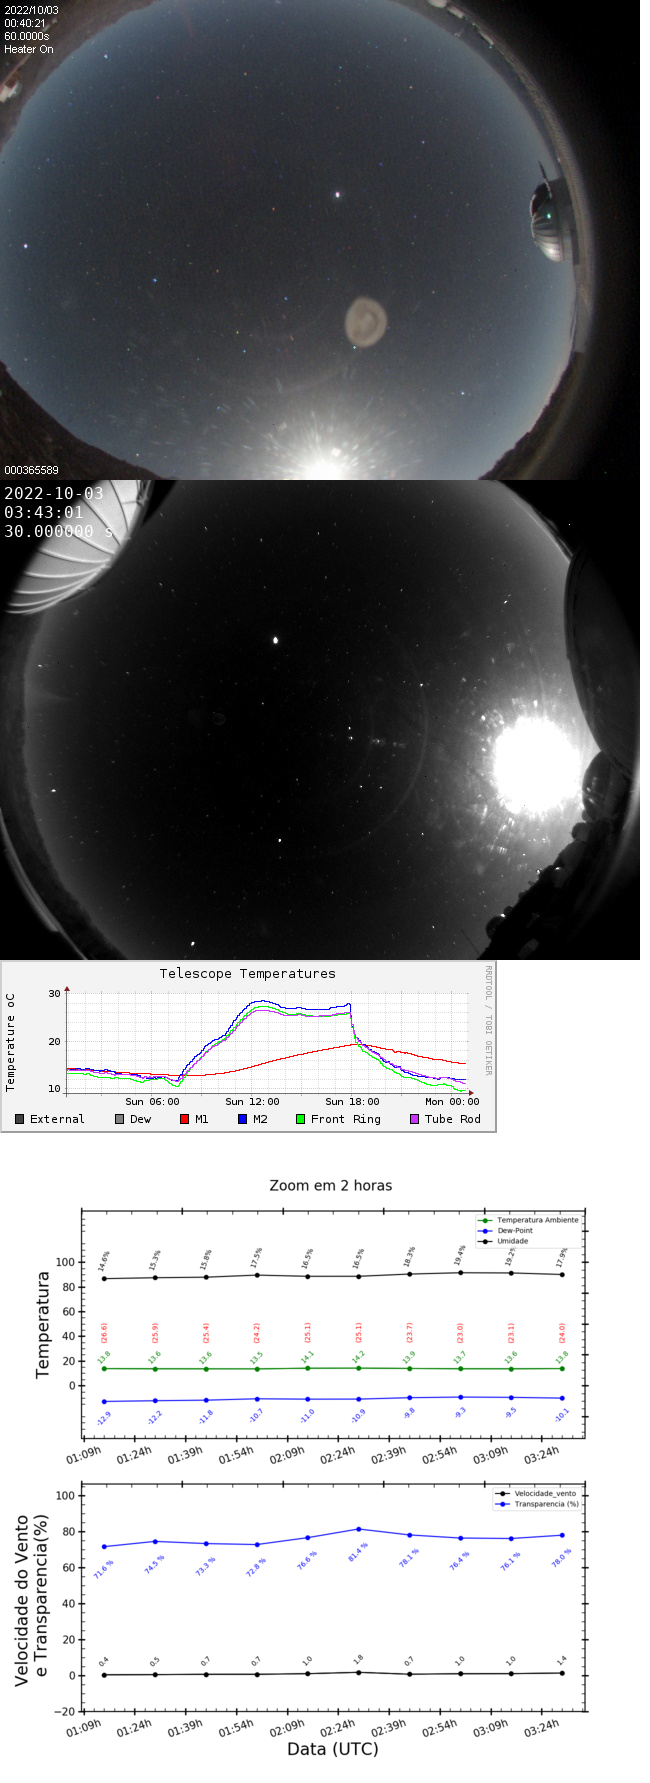 2022/10/03
00:40:21
60.0000s
Heater On
000365589
2022-10-03
03:43:01
30.000000 s
Telescope Temperatures
RRDTOOL / TOBI OETIKER
Temperature oC
30
20
10
Sun 06:00 Sun 12:00 Sun 18:00 Mon 00:00
External Dew M1 M2 Front Ring Tube Rod
Zoom em 2 horas
Temperatura Ambiente
Dew-Point
Umidade
Temperatura
100
80
60
40
20
0
14.6% 15.3% 15.8% 17.5% 16.5% 16.5% 18.3% 19.4% 19.2% 17.9%
(26.6) (25.9) (25.4) (24.2) (25.1) (25.1) (23.7) (23.0) (23.1) (24.0)
13.8 13.6 13.6 13.5 14.1 14.2 13.9 13.7 13.6 13.8
-12.9 -12.2 -11.8 -10.7 -11.0 -10.9 -9.8 -9.3 -9.5 -10.1
01:09h 01:24h 01:39h 01:54h 02:09h 02:24h 02:39h 02:54h 03:09h 03:24h
Velocidade_vento
Transparencia (%)
Velocidade do Vento
e Transparencia(%)
100
80
60
40
20
0
−20
71.6 % 74.5 % 73.3 % 72.8 % 76.6 % 81.4 % 78.1 % 76.4 % 76.1 % 78.0 %
0.4 0.5 0.7 0.7 1.0 1.8 0.7 1.0 1.0 1.4
01:09h 01:24h 01:39h 01:54h 02:09h 02:24h 02:39h 02:54h 03:09h 03:24h
Data (UTC)